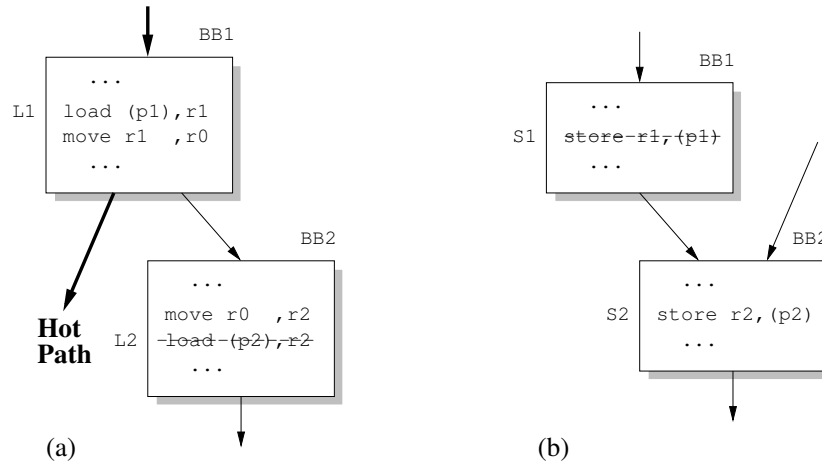 BB1
...
L1 load (p1),r1
move r1 ,r0
...
BB2
...
move r0 ,r2
L2 load (p2),r2
...
Hot
Path
(a)
BB1
...
S1 store r1,(p1)
...
BB2
...
S2 store r2,(p2)
...
(b)